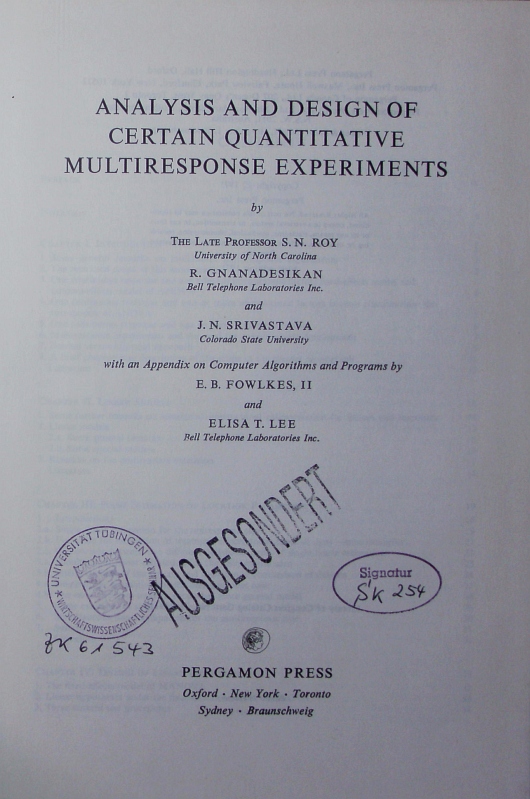 ANALYSIS AND DESIGN OF
CERTAIN QUANTITATIVE
MULTIRESPONSE EXPERIMENTS
by
THE LATE PROFESSOR S. N. ROY
University of North Carolina
R. GNANADESIKAN
Bell Telephone Laboratories Inc.
and
J. N. SRIVASTAVA
Colorado State University
with an Appendix on Computer Algorithms and Programs by
E. B. FOWLKES, II
and
ELISA T. LEE
Bell Telephone Laboratories Inc.
AUSGESONDERT
UNIVERSITÄT TÜBINGEN
WIRTSCHAFTSWISSENSCHAFTLICHES
Signatur
SK 254
61543
PERGAMON PRESS
Oxford · New York · Toronto
Sydney · Braunschweig